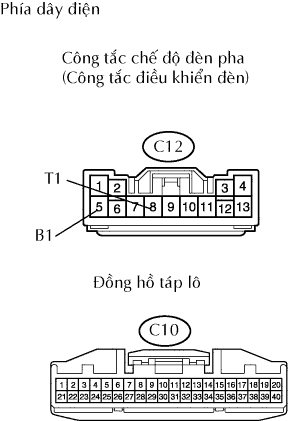 Phía dây điện
Công tắc chế độ dèn pha
(Công tắc điều khiển dèn)
C12
T1
1 2 3 4
5 6 7 8 9 10 11 12 13
B1
Đồng hồ táp lô
C10
1 2 3 4 5 6 7 8 9 10 11 12 13 14 15 16 17 18 19 20
21 22 23 24 25 26 27 28 29 30 31 32 33 34 35 36 37 38 39 40